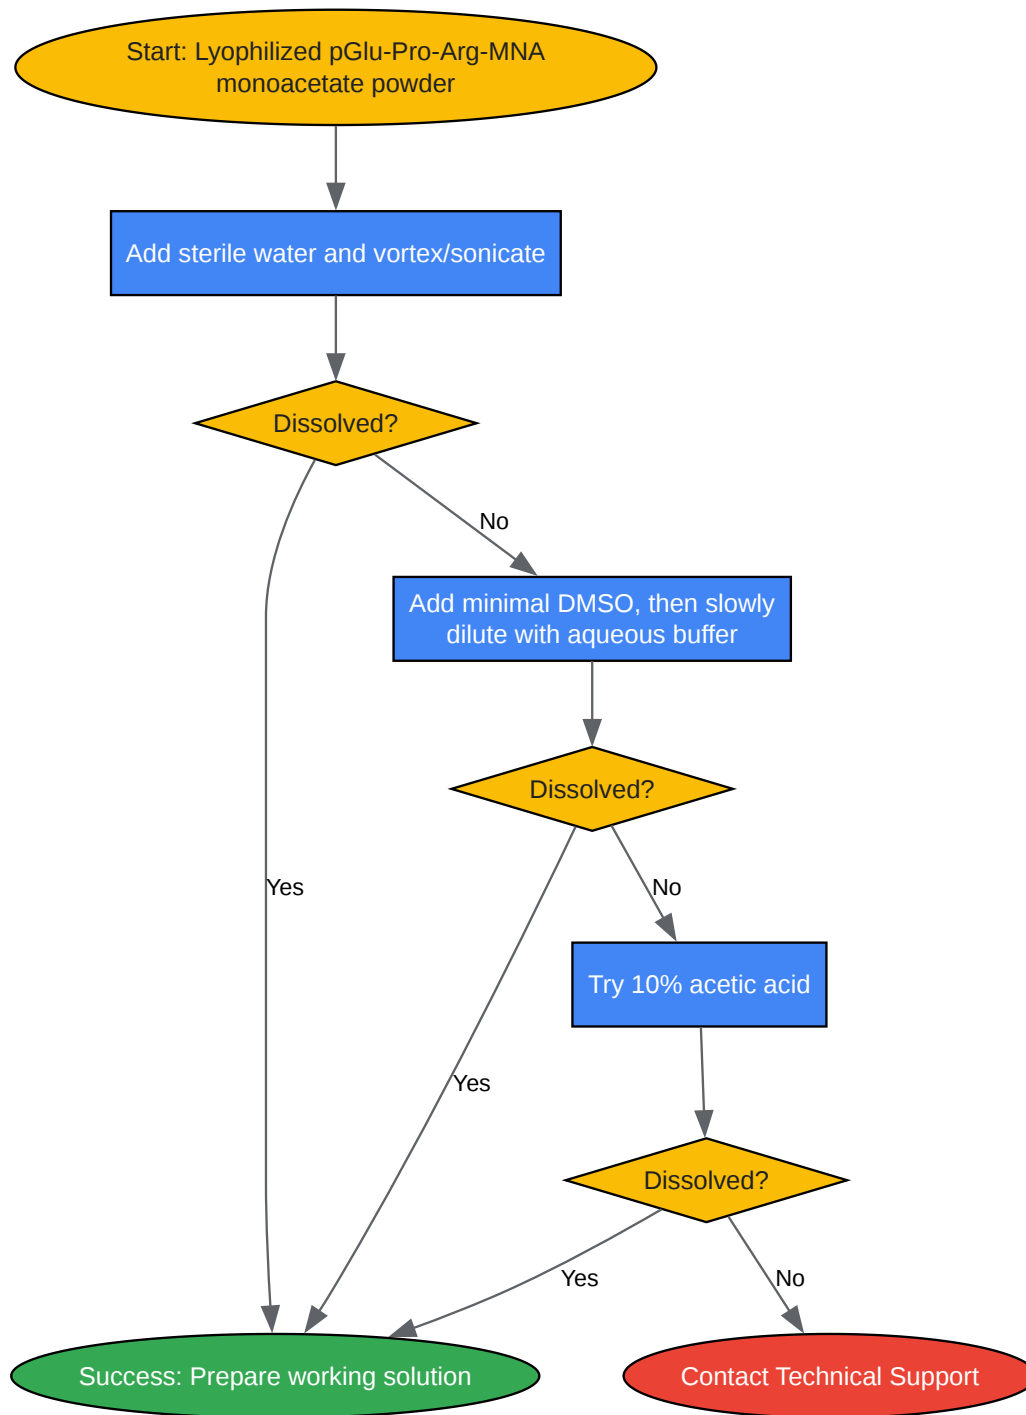 Start: Lyophilized pGlu-Pro-Arg-MNA
monoacetate powder
Add sterile water and vortex/sonicate
Dissolved?
No
Add minimal DMSO, then slowly
dilute with aqueous buffer
Dissolved?
Yes
No
Try 10% acetic acid
Yes
Dissolved?
Yes
No
Success: Prepare working solution
Contact Technical Support